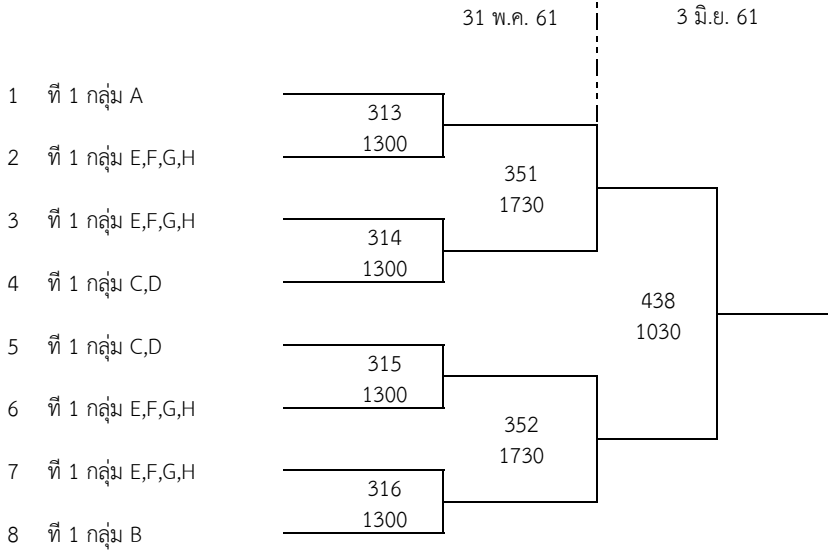 31 พ.ค. 61 3 มิ.ย. 61
1 ที่ 1 กลุ่ม A
313
1300
2 ที่ 1 กลุ่ม E,F,G,H
351
1730
3 ที่ 1 กลุ่ม E,F,G,H
314
1300
4 ที่ 1 กลุ่ม C,D
438
1030
5 ที่ 1 กลุ่ม C,D
315
1300
6 ที่ 1 กลุ่ม E,F,G,H
352
1730
7 ที่ 1 กลุ่ม E,F,G,H
316
1300
8 ที่ 1 กลุ่ม B